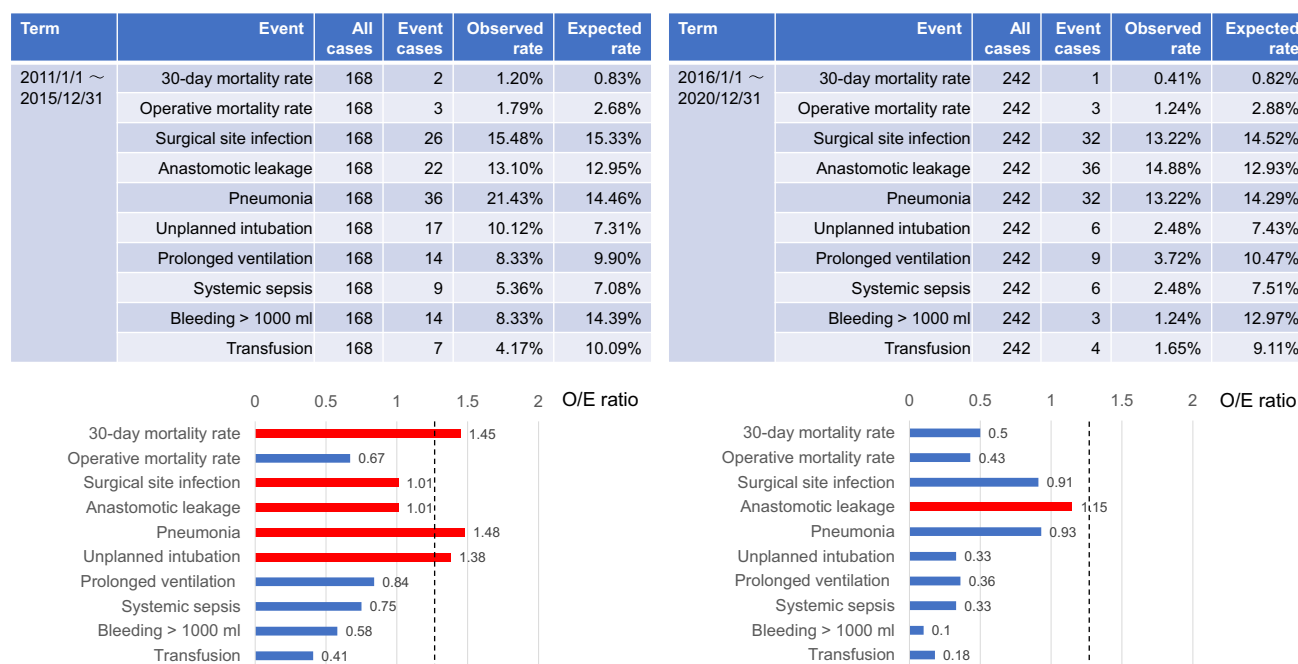 Term Event All cases Event cases Observed rate Expected rate
2011/1/1 ～ 2015/12/31 30-day mortality rate 168 2 1.20% 0.83%
Operative mortality rate 168 3 1.79% 2.68%
Surgical site infection 168 26 15.48% 15.33%
Anastomotic leakage 168 22 13.10% 12.95%
Pneumonia 168 36 21.43% 14.46%
Unplanned intubation 168 17 10.12% 7.31%
Prolonged ventilation 168 14 8.33% 9.90%
Systemic sepsis 168 9 5.36% 7.08%
Bleeding > 1000 ml 168 14 8.33% 14.39%
Transfusion 168 7 4.17% 10.09%
Term Event All cases Event cases Observed rate Expected rate
2016/1/1 ～ 2020/12/31 30-day mortality rate 242 1 0.41% 0.82%
Operative mortality rate 242 3 1.24% 2.88%
Surgical site infection 242 32 13.22% 14.52%
Anastomotic leakage 242 36 14.88% 12.93%
Pneumonia 242 32 13.22% 14.29%
Unplanned intubation 242 6 2.48% 7.43%
Prolonged ventilation 242 9 3.72% 10.47%
Systemic sepsis 242 6 2.48% 7.51%
Bleeding > 1000 ml 242 3 1.24% 12.97%
Transfusion 242 4 1.65% 9.11%
0 0.5 1 1.5 2 O/E ratio
30-day mortality rate 1.45
Operative mortality rate 0.67
Surgical site infection 1.01
Anastomotic leakage 1.01
Pneumonia 1.48
Unplanned intubation 1.38
Prolonged ventilation 0.84
Systemic sepsis 0.75
Bleeding > 1000 ml 0.58
Transfusion 0.41
0 0.5 1 1.5 2 O/E ratio
30-day mortality rate 0.5
Operative mortality rate 0.43
Surgical site infection 0.91
Anastomotic leakage 1.15
Pneumonia 0.93
Unplanned intubation 0.33
Prolonged ventilation 0.36
Systemic sepsis 0.33
Bleeding > 1000 ml 0.1
Transfusion 0.18